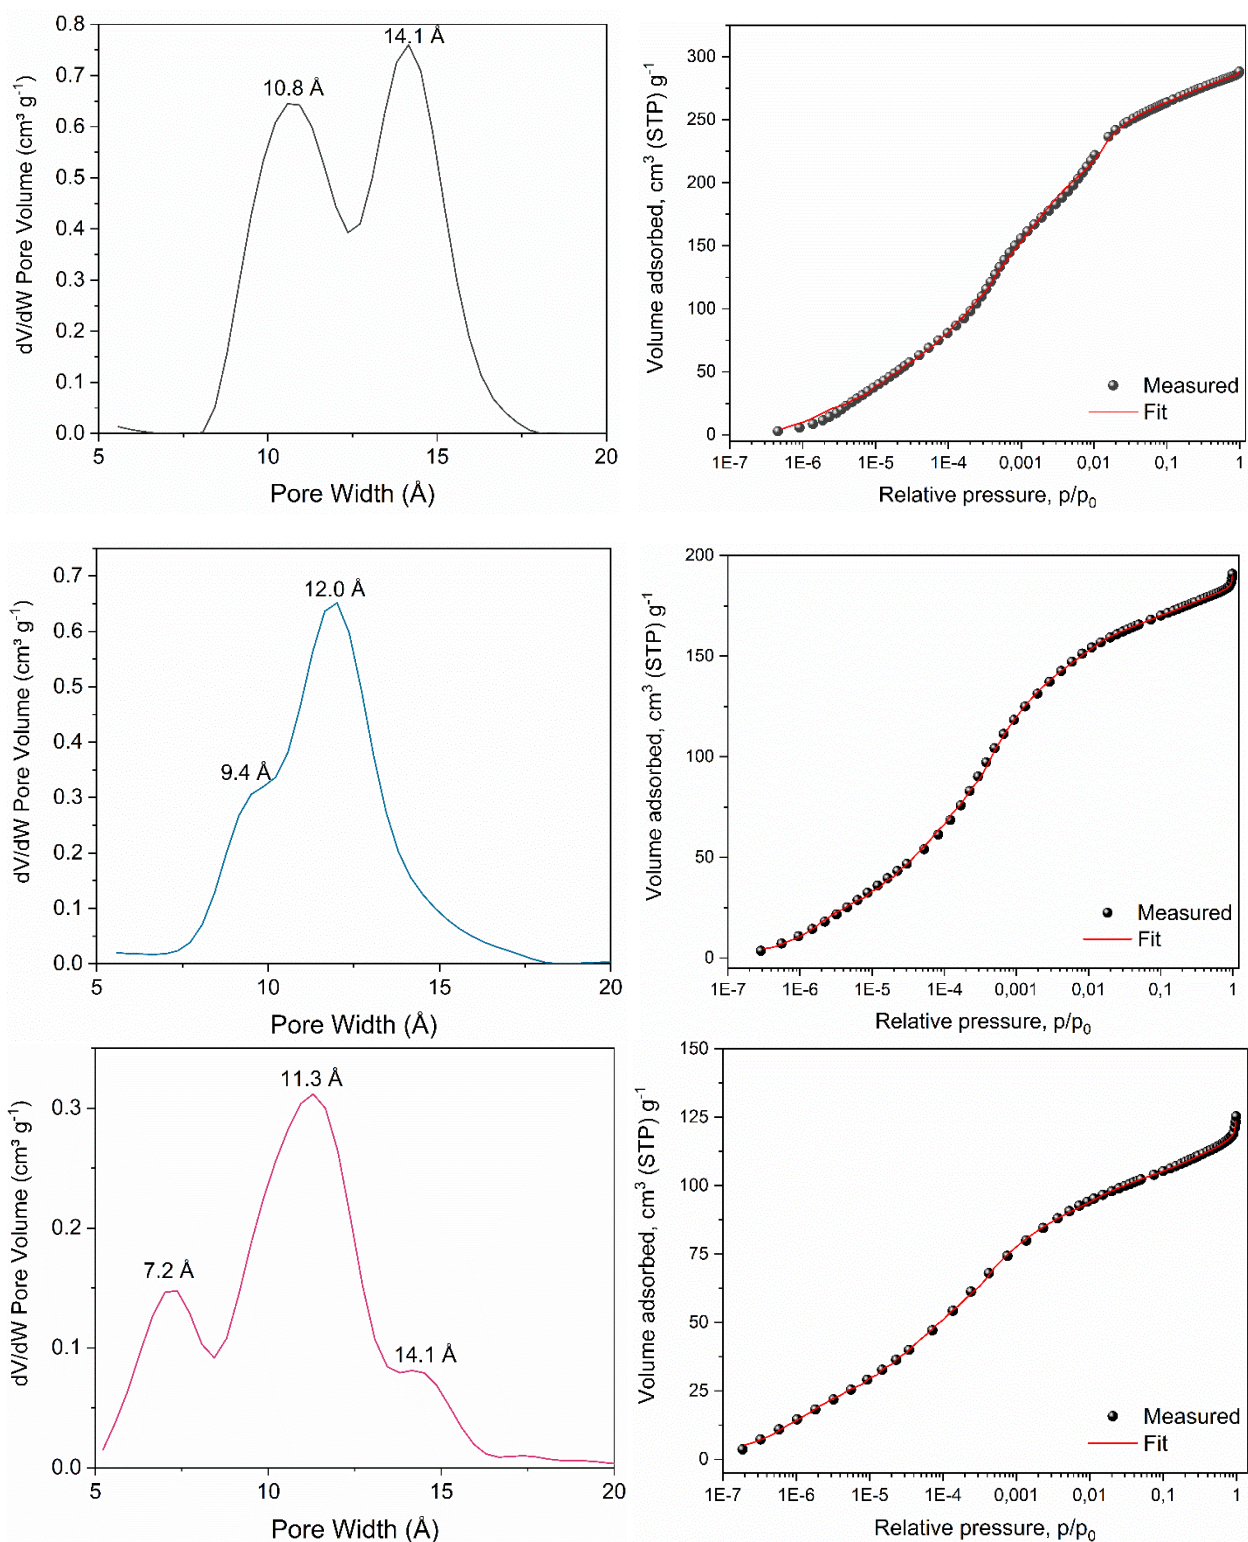 0.8
0.7
0.6
0.5
0.4
0.3
0.2
0.1
0.0
10.8 Å
14.1 Å
5
10
15
20
dV/dW Pore Volume (cm³ g⁻¹)
Pore Width (Å)
300
250
200
150
100
50
0
Measured
Fit
1E-7
1E-6
1E-5
1E-4
0,001
0,01
0,1
1
Volume adsorbed, cm³ (STP) g⁻¹
Relative pressure, p/p₀
0.7
0.6
0.5
0.4
0.3
0.2
0.1
0.0
12.0 Å
9.4 Å
5
10
15
20
dV/dW Pore Volume (cm³ g⁻¹)
Pore Width (Å)
200
150
100
50
0
Measured
Fit
1E-7
1E-6
1E-5
1E-4
0,001
0,01
0,1
1
Volume adsorbed, cm³ (STP) g⁻¹
Relative pressure, p/p₀
0.3
0.2
0.1
0.0
11.3 Å
7.2 Å
14.1 Å
5
10
15
20
dV/dW Pore Volume (cm³ g⁻¹)
Pore Width (Å)
150
125
100
75
50
25
0
Measured
Fit
1E-7
1E-6
1E-5
1E-4
0,001
0,01
0,1
1
Volume adsorbed, cm³ (STP) g⁻¹
Relative pressure, p/p₀